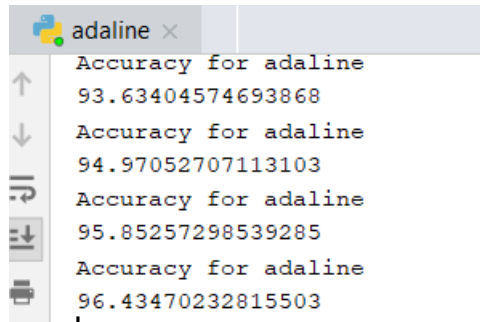 adaline
Accuracy for adaline
93.63404574693868
Accuracy for adaline
94.97052707113103
Accuracy for adaline
95.85257298539285
Accuracy for adaline
96.43470232815503